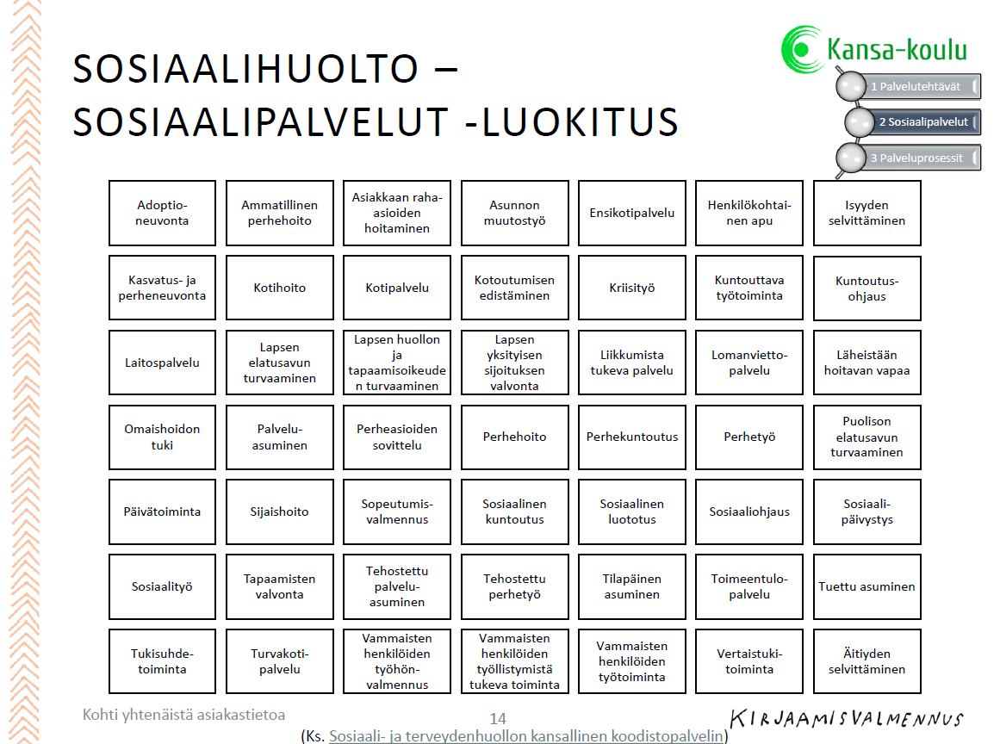 SOSIAALIHUOLTO –
SOSIAALIPALVELUT -LUOKITUS
Kansa-koulu
1 Palvelutehtävät
2 Sosiaalipalvelut
3 Palveluprosessit
Adoptio-
neuvonta
Ammatillinen
perhehoito
Asiakkaan raha-
asioiden
hoitaminen
Asunnon
muutostyö
Ensikotipalvelu
Henkilökohtai-
nen apu
Isyyden
selvittäminen
Kasvatus- ja
perheneuvonta
Kotihoito
Kotipalvelu
Kotoutumisen
edistäminen
Kriisityö
Kuntouttava
työtoiminta
Kuntoutus-
ohjaus
Laitospalvelu
Lapsen
elatusavun
turvaaminen
Lapsen huollon
ja
tapaamisoikeude
n turvaaminen
Lapsen
yksityisen
sijoituksen
valvonta
Liikkumista
tukeva palvelu
Lomanvietto-
palvelu
Läheistään
hoitavan vapaa
Omaishoidon
tuki
Palvelu-
asuminen
Perheasioiden
sovittelu
Perhehoito
Perhekuntoutus
Perhetyö
Puolison
elatusavun
turvaaminen
Päivätoiminta
Sijaishoito
Sopeutumis-
valmennus
Sosiaalinen
kuntoutus
Sosiaalinen
luototus
Sosiaaliohjaus
Sosiaali-
päivystys
Sosiaalityö
Tapaamisten
valvonta
Tehostettu
palvelu-
asuminen
Tehostettu
perhetyö
Tilapäinen
asuminen
Toimeentulo-
palvelu
Tuettu asuminen
Tukisuhde-
toiminta
Turvakoti-
palvelu
Vammaisten
henkilöiden
työhön-
valmennus
Vammaisten
henkilöiden
työllistymistä
tukeva toiminta
Vammaisten
henkilöiden
työtoiminta
Vertaistuki-
toiminta
Äitiyden
selvittäminen
Kohti yhtenäistä asiakastietoa
14
KIRJAAMISVALMENNUS
(Ks. Sosiaali- ja terveydenhuollon kansallinen koodistopalvelin)